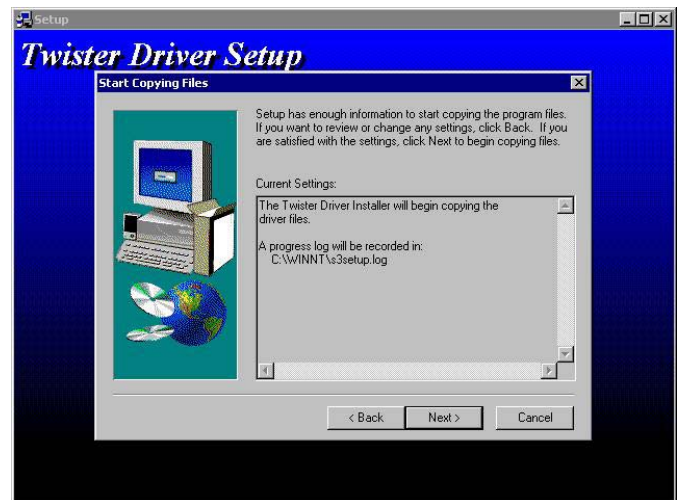 Setup
Twister Driver Setup
Start Copying Files
Setup has enough information to start copying the program files.
If you want to review or change any settings, click Back.  If you
are satisfied with the settings, click Next to begin copying files.
Current Settings:
The Twister Driver Installer will begin copying the
driver files.
A progress log will be recorded in:
C:\WINNT\s3setup.log
< Back
Next >
Cancel